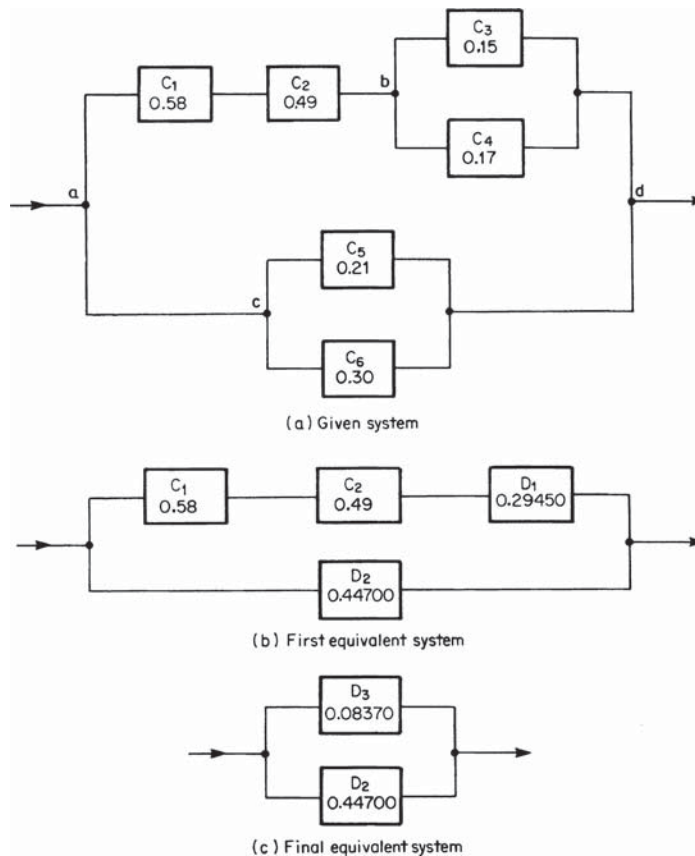 C3
0.15
C1
0.58
C2
0.49
b
C4
0.17
a
d
C5
0.21
c
C6
0.30
(a) Given system
C1
0.58
C2
0.49
D1
0.29450
D2
0.44700
(b) First equivalent system
D3
0.08370
D2
0.44700
(c) Final equivalent system